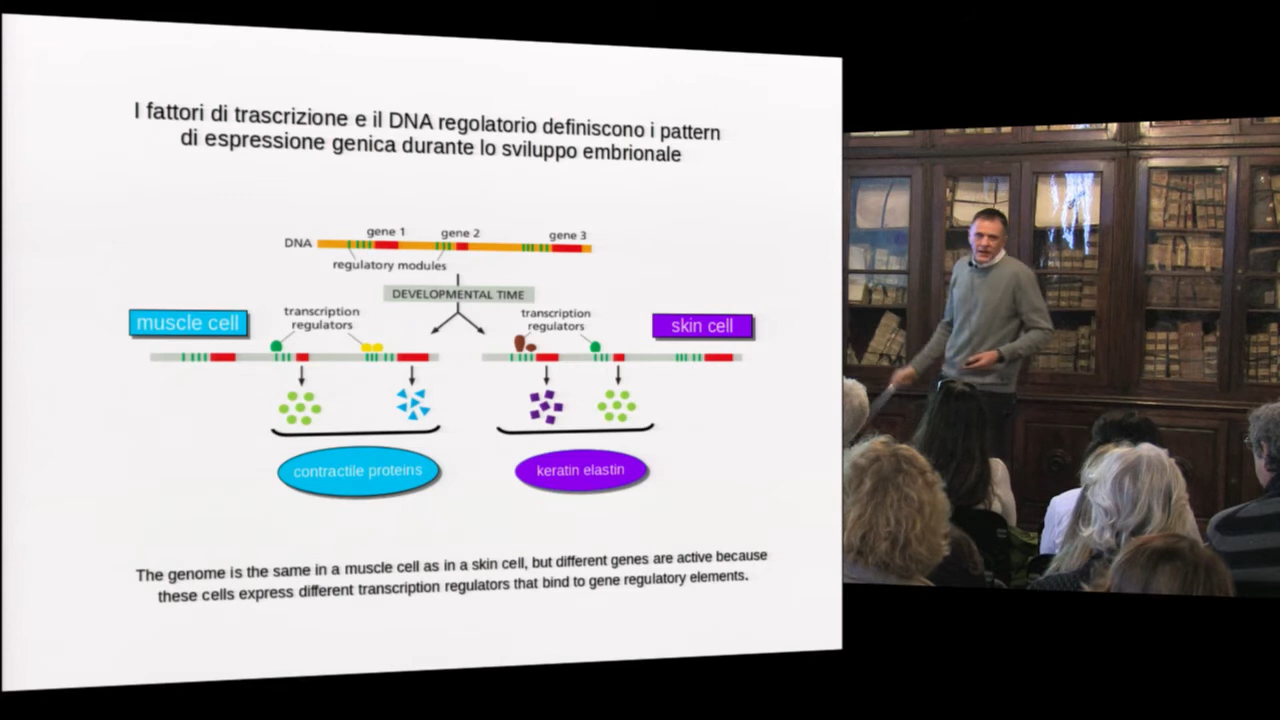 I fattori di trascrizione e il DNA regolatorio definiscono i pattern
di espressione genica durante lo sviluppo embrionale
gene 1 gene 2 gene 3
DNA
regulatory modules
DEVELOPMENTAL TIME
muscle cell
transcription
regulators
transcription
regulators
skin cell
contractile proteins
keratin elastin
The genome is the same in a muscle cell as in a skin cell, but different genes are active because
these cells express different transcription regulators that bind to gene regulatory elements.